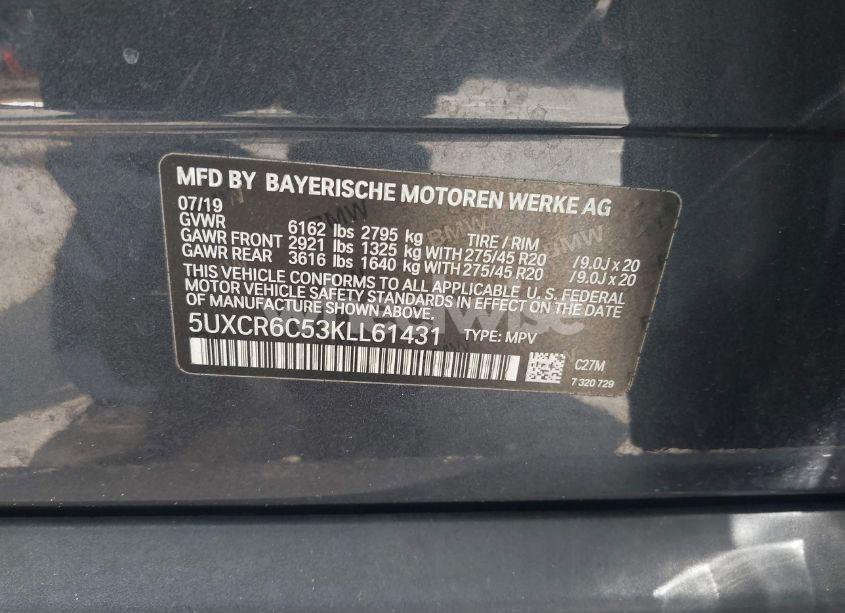 MFD BY BAYERISCHE MOTOREN WERKE AG
07/19
GVWR 6162 lbs 2795 kg TIRE / RIM
GAWR FRONT 2921 lbs 1325 kg WITH 275/45 R20 /9.0J x 20
GAWR REAR 3616 lbs 1640 kg WITH 275/45 R20 /9.0J x 20
THIS VEHICLE CONFORMS TO ALL APPLICABLE U. S. FEDERAL
MOTOR VEHICLE SAFETY STANDARDS IN EFFECT ON THE DATE
OF MANUFACTURE SHOWN ABOVE.
5UXCR6C53KLL61431 TYPE: MPV
C27M
7 320 729